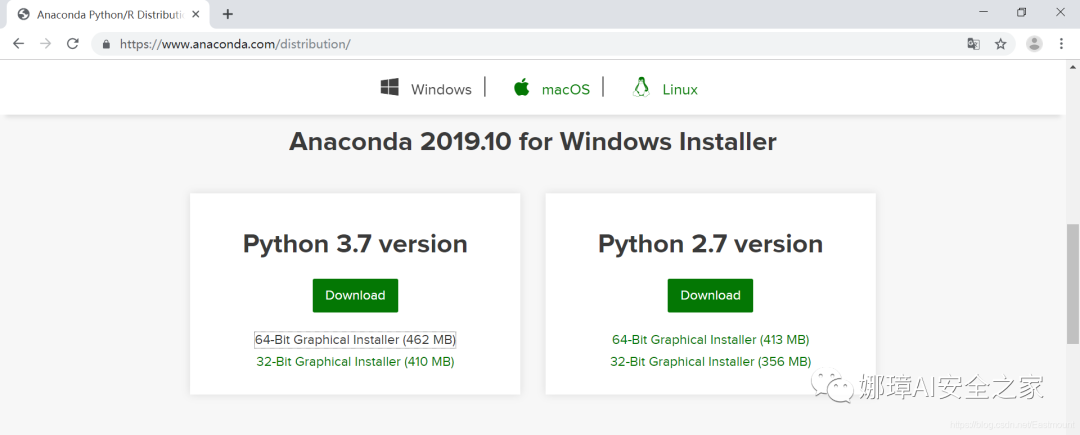 Anaconda Python/R Distributi
https://www.anaconda.com/distribution/
Windows
macOS
Linux
Anaconda 2019.10 for Windows Installer
Python 3.7 version
Download
64-Bit Graphical Installer (462 MB)
32-Bit Graphical Installer (410 MB)
Python 2.7 version
Download
64-Bit Graphical Installer (413 MB)
32-Bit Graphical Installer (356 MB)
娜璋AI安全之家
https://blog.csdn.net/Eastmount